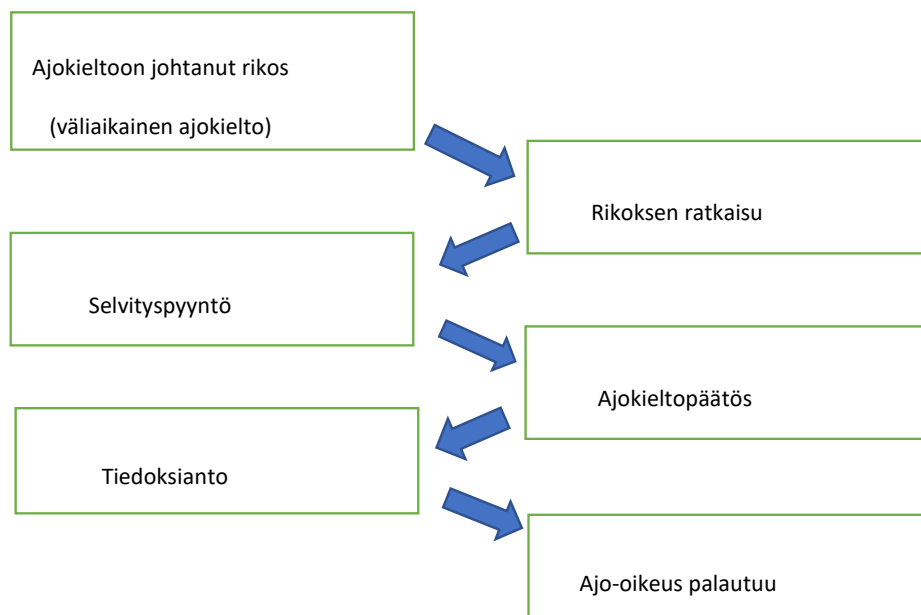 Ajokieltoon johtanut rikos
(väliaikainen ajokielto)
Rikoksen ratkaisu
Selvityspyyntö
Ajokieltopäätös
Tiedoksianto
Ajo-oikeus palautuu